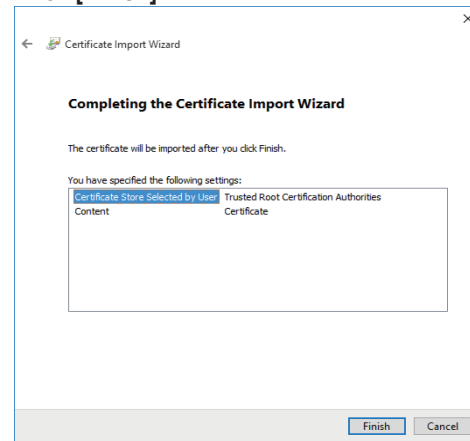 Certificate Import Wizard
Completing the Certificate Import Wizard
The certificate will be imported after you click Finish.
You have specified the following settings:
Certificate Store Selected by User Trusted Root Certification Authorities
Content Certificate
Finish Cancel